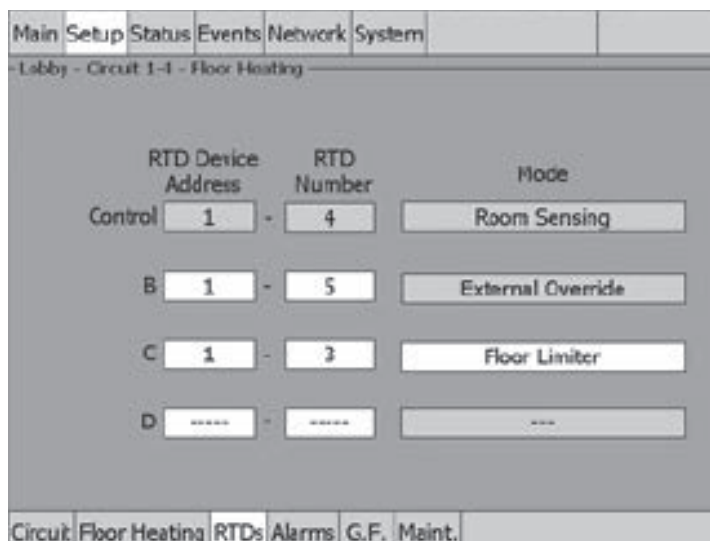 Main Setup Status Events Network System
- Lobby - Circuit 1-4 - Floor Heating
RTD Device Address RTD Number Mode
Control 1 - 4 Room Sensing
B 1 - 5 External Override
C 1 - 3 Floor Limiter
D ----- - ----- ---
Circuit Floor Heating RTDs Alarms G.F. Maint.